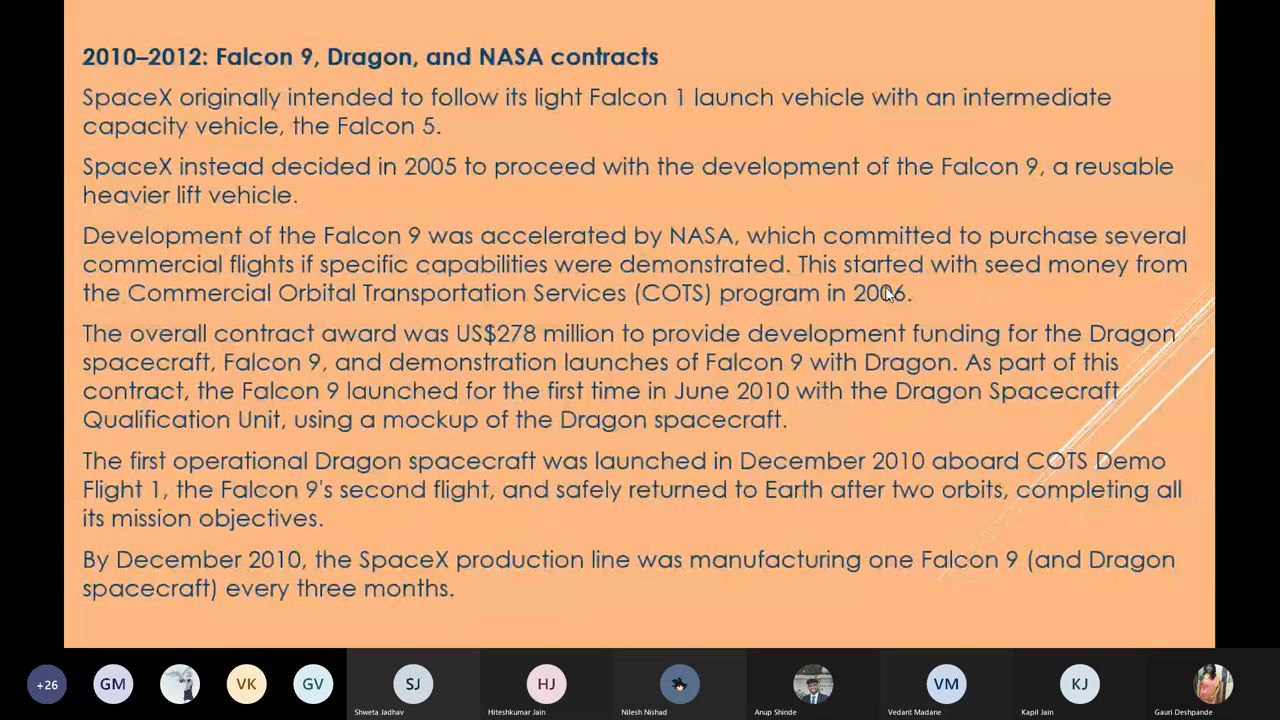 2010–2012: Falcon 9, Dragon, and NASA contracts
SpaceX originally intended to follow its light Falcon 1 launch vehicle with an intermediate
capacity vehicle, the Falcon 5.
SpaceX instead decided in 2005 to proceed with the development of the Falcon 9, a reusable
heavier lift vehicle.
Development of the Falcon 9 was accelerated by NASA, which committed to purchase several
commercial flights if specific capabilities were demonstrated. This started with seed money from
the Commercial Orbital Transportation Services (COTS) program in 2006.
The overall contract award was US$278 million to provide development funding for the Dragon
spacecraft, Falcon 9, and demonstration launches of Falcon 9 with Dragon. As part of this
contract, the Falcon 9 launched for the first time in June 2010 with the Dragon Spacecraft
Qualification Unit, using a mockup of the Dragon spacecraft.
The first operational Dragon spacecraft was launched in December 2010 aboard COTS Demo
Flight 1, the Falcon 9's second flight, and safely returned to Earth after two orbits, completing all
its mission objectives.
By December 2010, the SpaceX production line was manufacturing one Falcon 9 (and Dragon
spacecraft) every three months.
+26 GM VK GV SJ HJ VM KJ
Shweta Jadhav Hiteshkumar Jain Nilesh Nishad Anup Shinde Vedant Madane Kapil Jain Gauri Deshpande